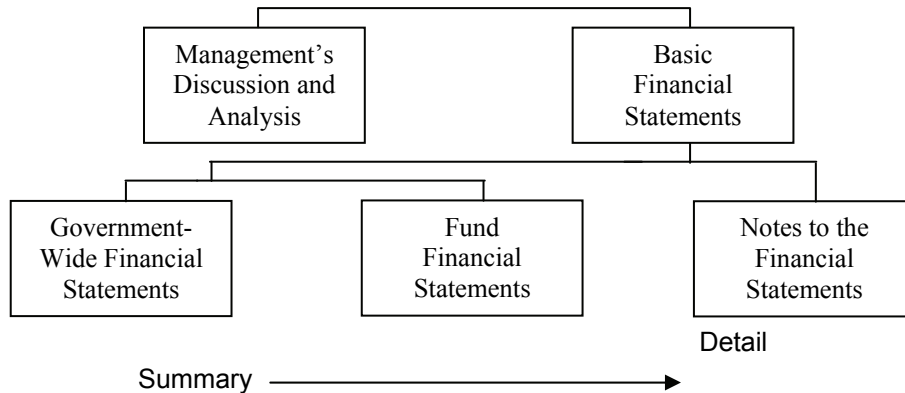 Management's
Discussion and
Analysis
Basic
Financial
Statements
Government-
Wide Financial
Statements
Fund
Financial
Statements
Notes to the
Financial
Statements
Detail
Summary